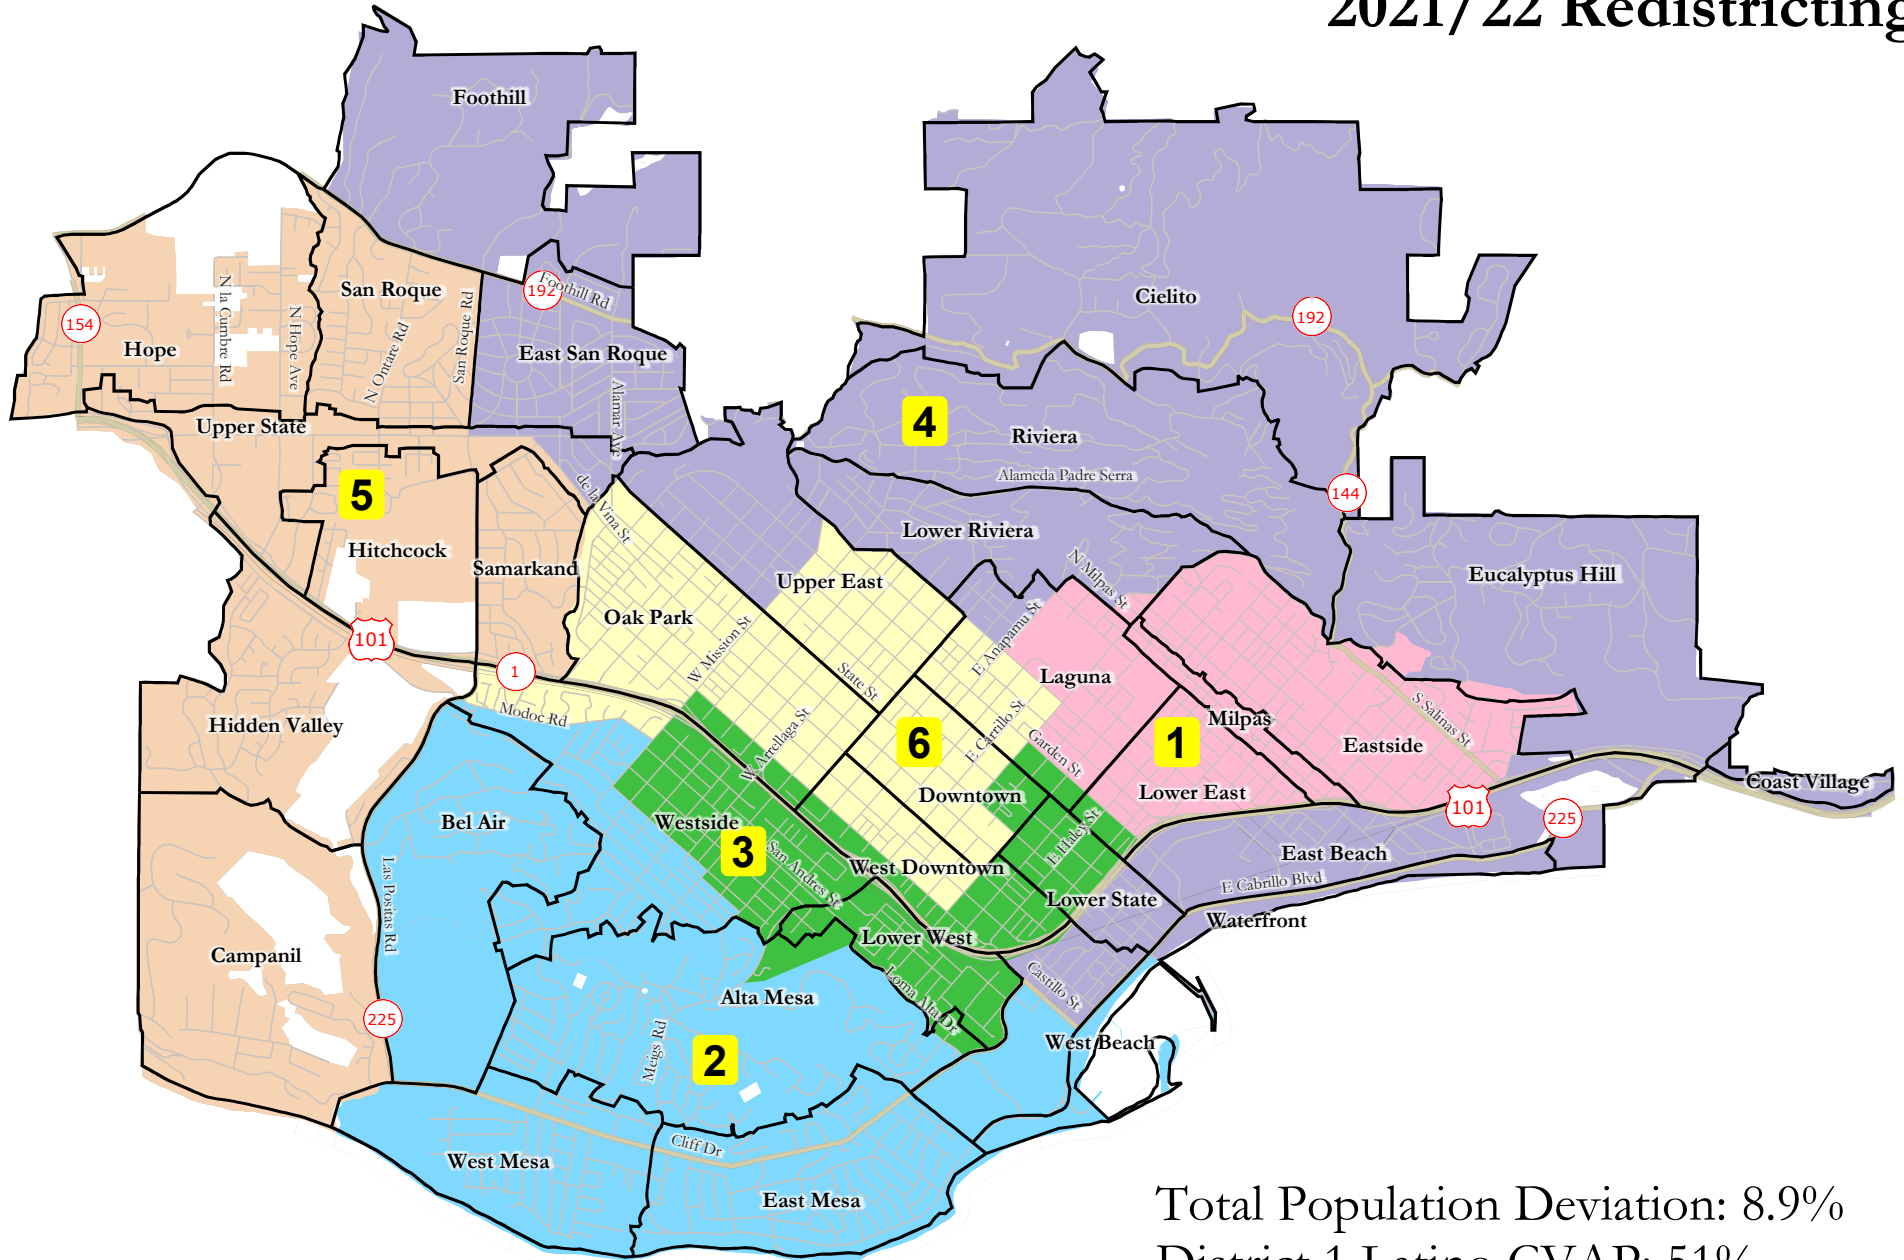 2021/22 Redistricting
Foothill
192
Foothill Rd
San Roque
N la Cumbre Rd
N Hope Ave
N Ontare Rd
San Roque Rd
154
Hope
East San Roque
Alamar Ave
Cielito
192
Upper State
4
Riviera
Alameda Padre Serra
5
Hitchcock
Samarkand
de la Vina St
144
Lower Riviera
N Milpas St
Eucalyptus Hill
Upper East
Oak Park
W Mission St
E Anapamu St
101
1
State St
Laguna
Modoc Rd
Hidden Valley
W Arrellaga St
6
E Carrillo St
Garden St
1
Milpas
S Salinas St
Eastside
Downtown
Lower East
Coast Village
101
225
Bel Air
Westside
3
San Andres St
West Downtown
E Haley St
East Beach
E Cabrillo Blvd
Las Positas Rd
Lower State
Waterfront
Campanil
Lower West
Alta Mesa
Loma Alta Dr
Castillo St
225
Meigs Rd
2
West Beach
Cliff Dr
West Mesa
East Mesa
Total Population Deviation: 8.9%
District 1 Latino CVAP: 51%